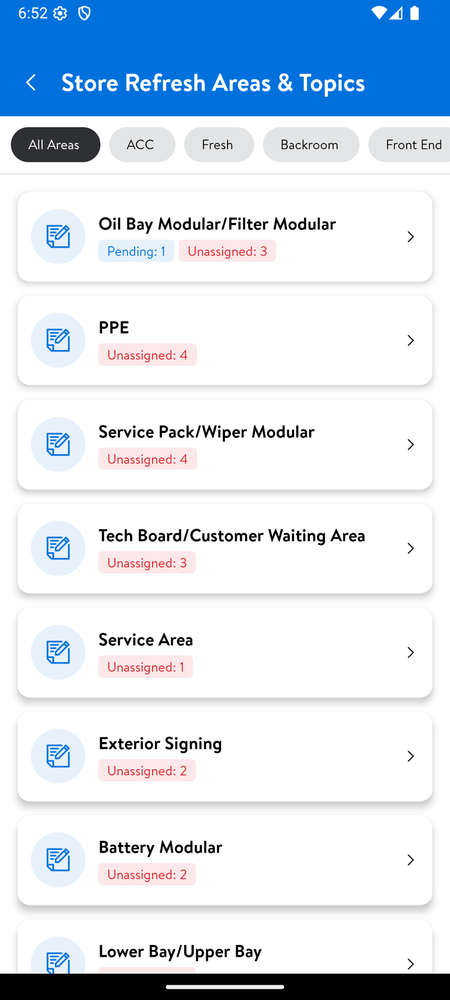 6:52
Store Refresh Areas & Topics
All Areas ACC Fresh Backroom Front End
Oil Bay Modular/Filter Modular
Pending: 1 Unassigned: 3
PPE
Unassigned: 4
Service Pack/Wiper Modular
Unassigned: 4
Tech Board/Customer Waiting Area
Unassigned: 3
Service Area
Unassigned: 1
Exterior Signing
Unassigned: 2
Battery Modular
Unassigned: 2
Lower Bay/Upper Bay